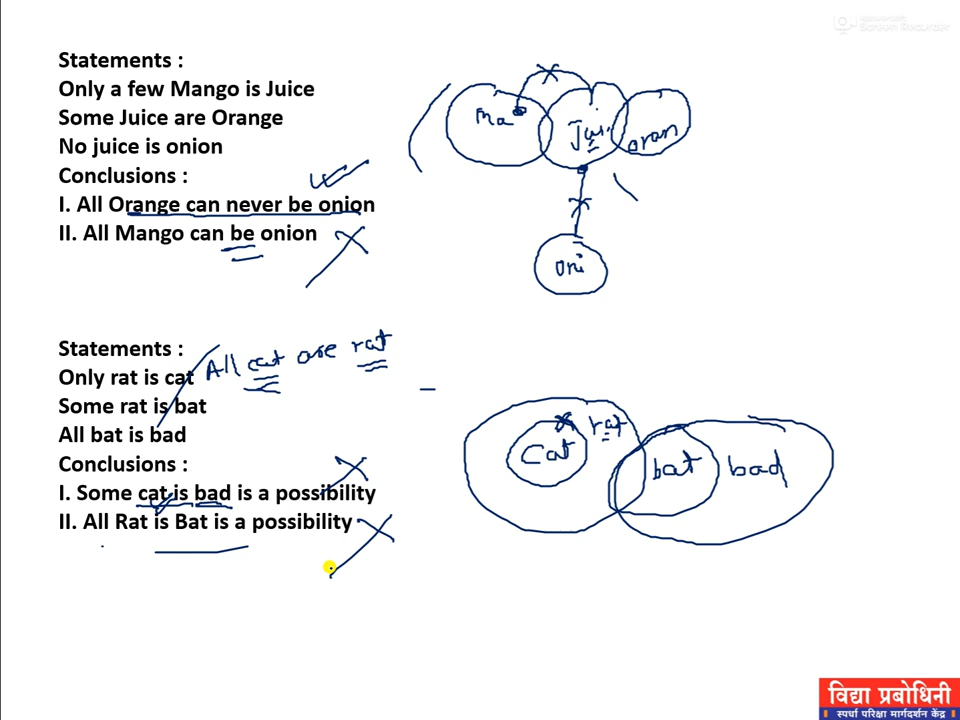 Statements :
Only a few Mango is Juice
Some Juice are Orange
No juice is onion
Conclusions :
I. All Orange can never be onion
II. All Mango can be onion
Ma
Jui
oran
oni
Statements :
All cat are rat
Only rat is cat
Some rat is bat
All bat is bad
Conclusions :
I. Some cat is bad is a possibility
II. All Rat is Bat is a possibility
Cat
rat
bat
bad
Screen Recorder
विद्या प्रबोधिनी
स्पर्धा परिक्षा मार्गदर्शन केंद्र